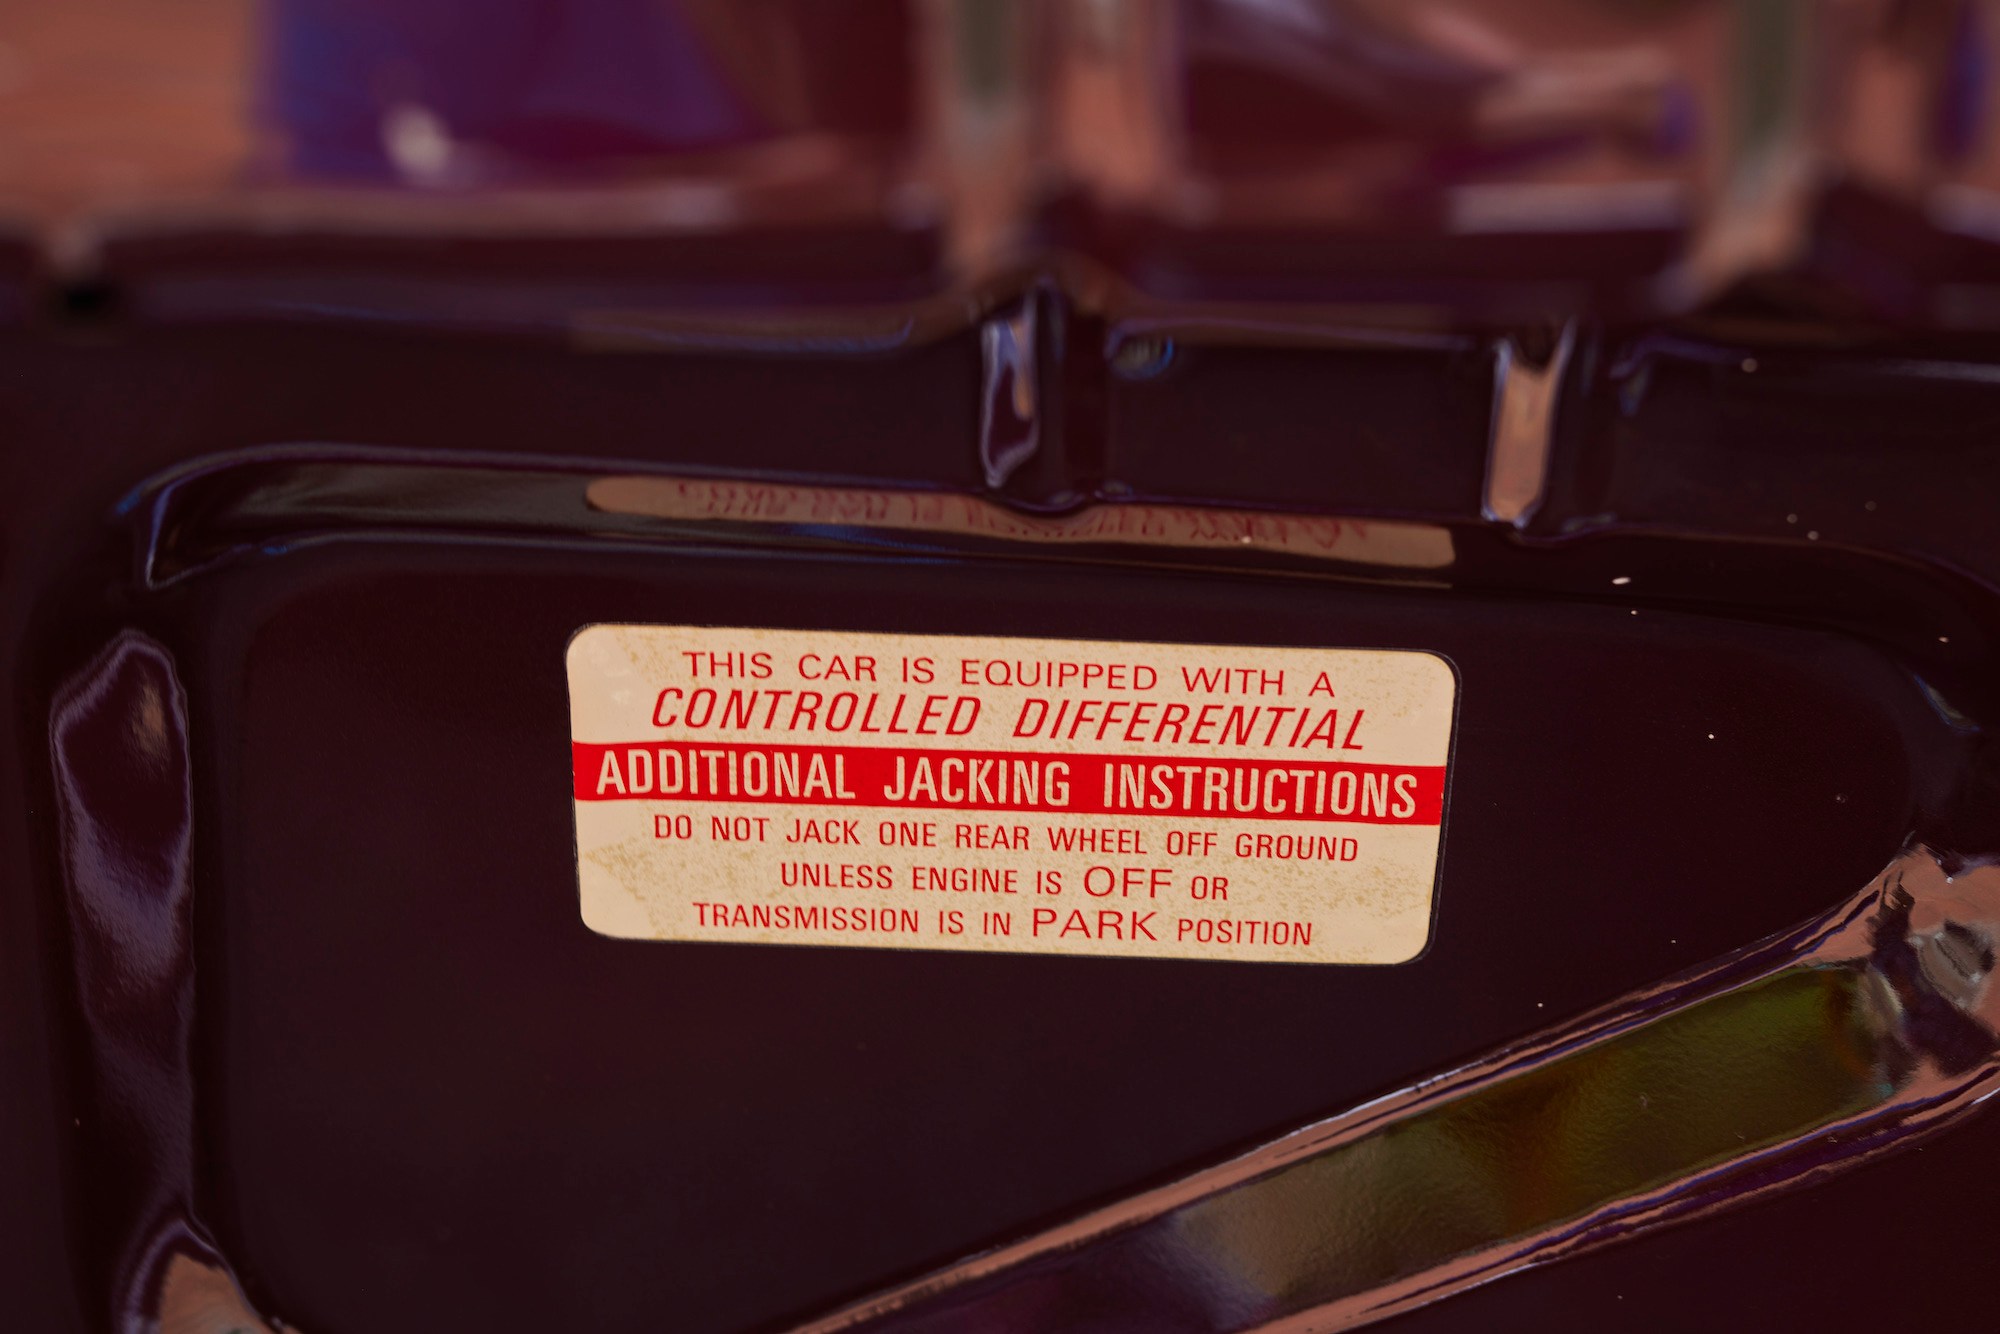 THIS CAR IS EQUIPPED WITH A
CONTROLLED DIFFERENTIAL
ADDITIONAL JACKING INSTRUCTIONS
DO NOT JACK ONE REAR WHEEL OFF GROUND
UNLESS ENGINE IS OFF OR
TRANSMISSION IS IN PARK POSITION